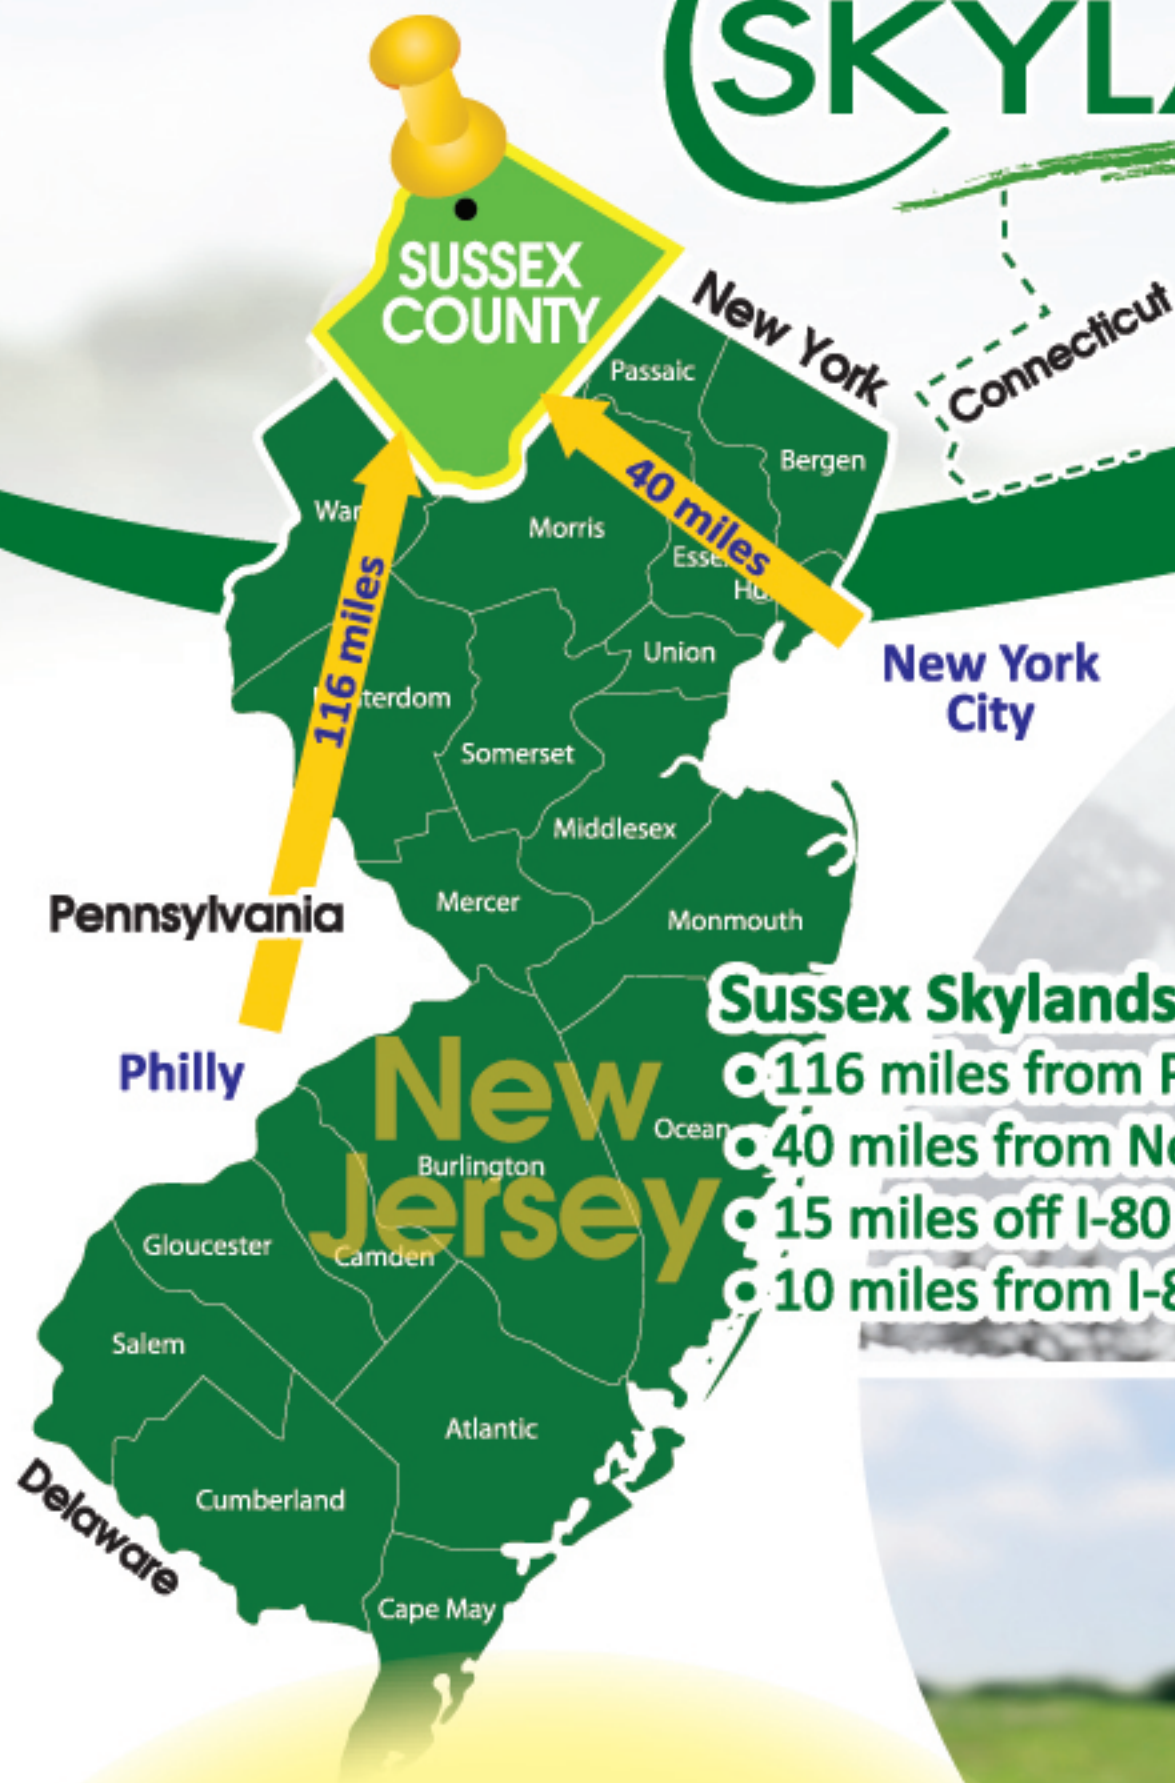 SKYL
SUSSEX
COUNTY
New York
Connecticut
Passaic
Bergen
40 miles
Morris
116 miles
Union
New York
City
Somerset
Middlesex
Pennsylvania
Mercer
Monmouth
Sussex Skylands
116 miles from
Philly
New
Ocean
40 miles from
Burlington
Jersey
15 miles off I-80
Gloucester
Camden
10 miles from
Salem
Atlantic
Delaware
Cumberland
Cape May